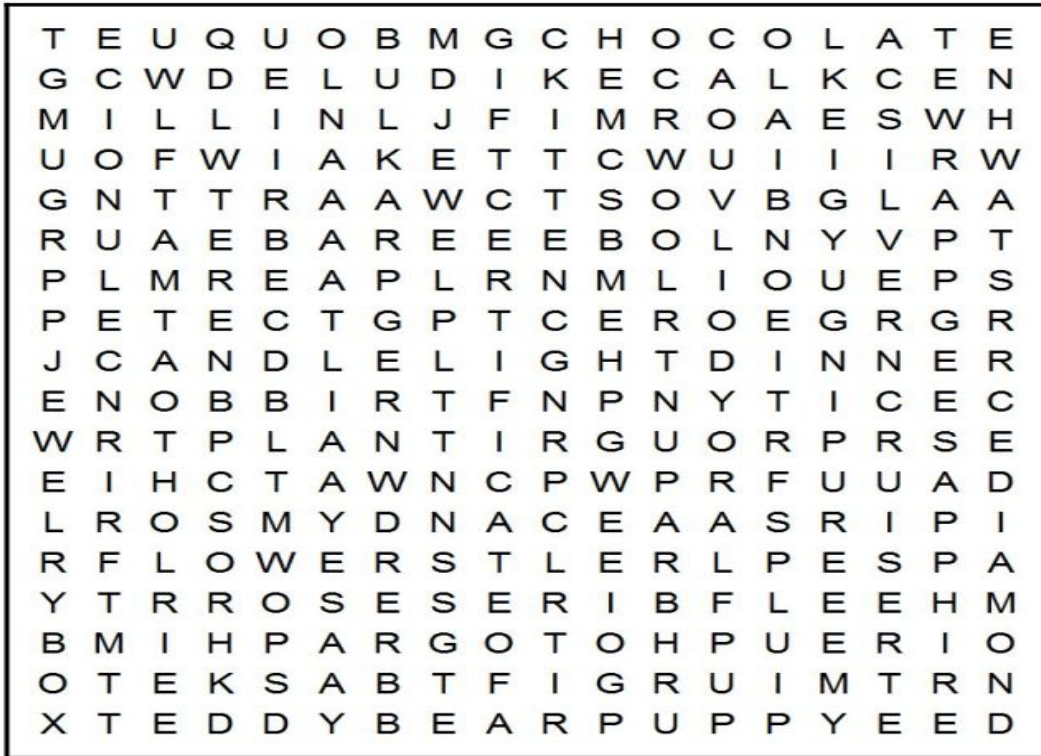 T E U Q U O B M G C H O C O L A T E
G C W D E L U D I K E C A L K C E N
M I L L I N L J F I M R O A E S W H
U O F W I A K E T T C W U I I I R W
G N T T R A A W C T S O V B G L A A
R U A E B A R E E E B O L N Y V P T
P L M R E A P L R N M L I O U E P S
P E T E C T G P T C E R O E G R G R
J C A N D L E L I G H T D I N N E R
E N O B B I R T F N P N Y T I C E C
W R T P L A N T I R G U O R P R S E
E I H C T A W N C P W P R F U U A D
L R O S M Y D N A C E A A S R I P I
R F L O W E R S T L E R L P E S P A
Y T R R O S E S E R I B F L E E H M
B M I H P A R G O T O H P U E R I O
O T E K S A B T F I G R U I M T R N
X T E D D Y B E A R P U P P Y E E D